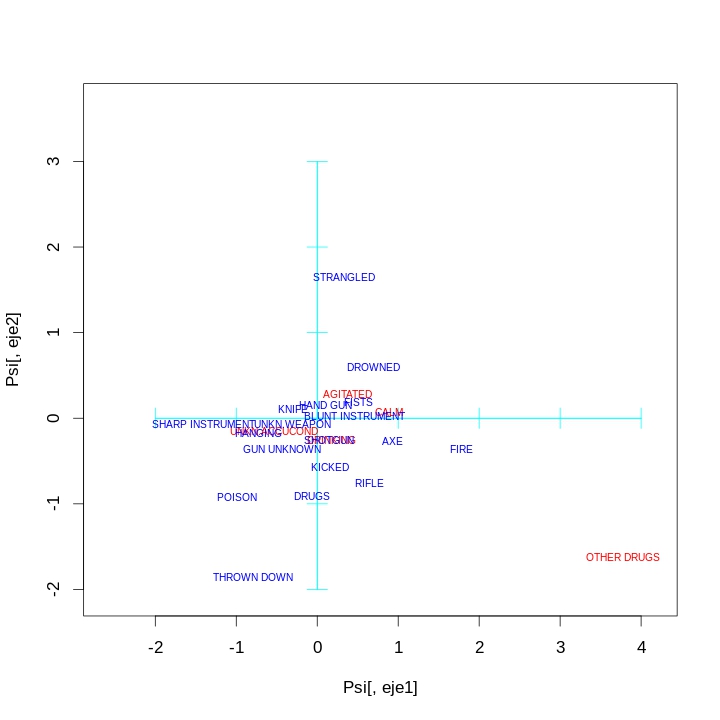 3
2
1
0
-1
-2
Psi[, eje2]
STRANGLED
DROWNED
AGITATED
FISTS
HAND GUN
KNIFE
CALM
BLUNT INSTRUMENT
SHARP INSTRUMENT
UNKN WEAPON
HANGING
SHOTGUN
AXE
GUN UNKNOWN
FIRE
KICKED
RIFLE
POISON
DRUGS
OTHER DRUGS
THROWN DOWN
-2 -1 0 1 2 3 4
Psi[, eje1]